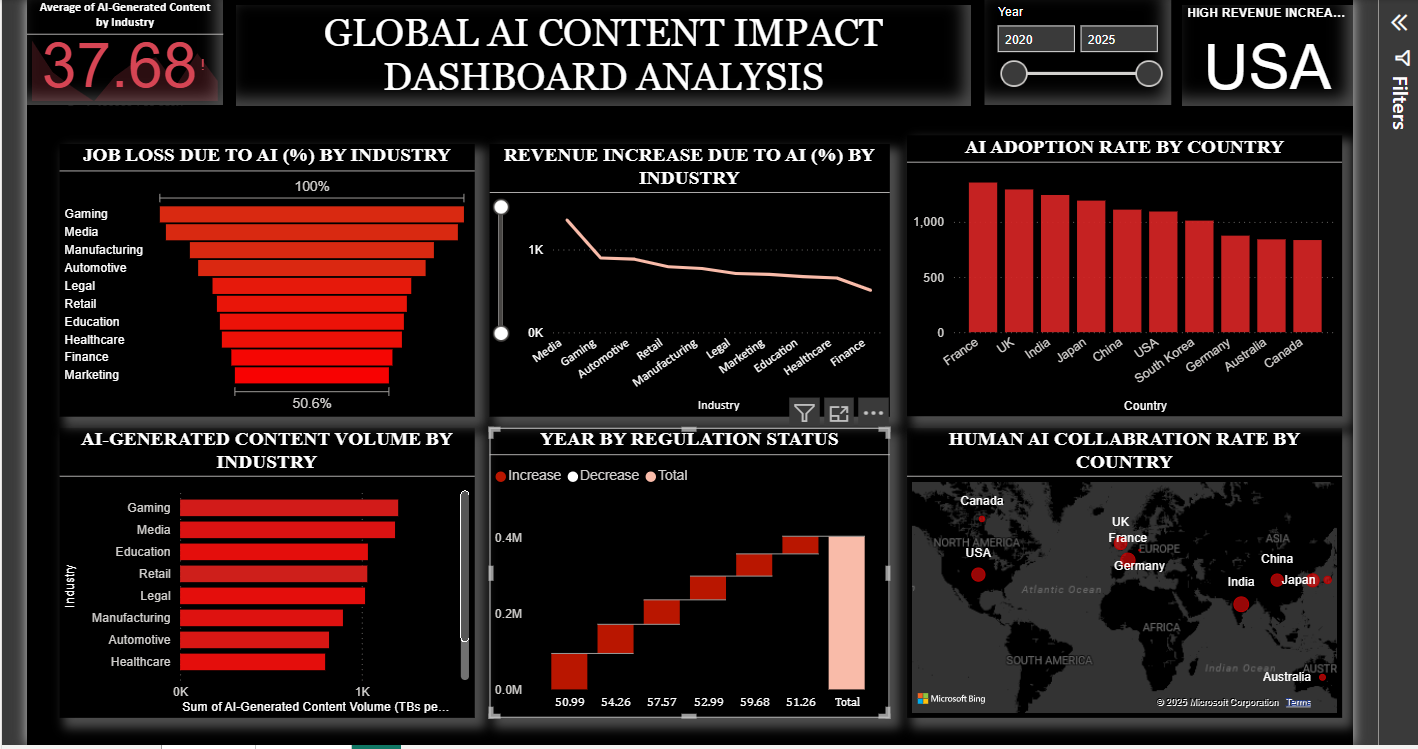 Average of AI-Generated Content
by Industry
37.68!
GLOBAL AI CONTENT IMPACT
DASHBOARD ANALYSIS
Year
2020
2025
HIGH REVENUE INCREA...
USA
Filters
JOB LOSS DUE TO AI (%) BY INDUSTRY
100%
Gaming
Media
Manufacturing
Automotive
Legal
Retail
Education
Healthcare
Finance
Marketing
50.6%
REVENUE INCREASE DUE TO AI (%) BY
INDUSTRY
1K
0K
Media
Gaming
Automotive
Retail
Manufacturing
Legal
Marketing
Education
Healthcare
Finance
Industry
AI ADOPTION RATE BY COUNTRY
1,000
500
0
France
UK
India
Japan
China
USA
South Korea
Germany
Australia
Canada
Country
AI-GENERATED CONTENT VOLUME BY
INDUSTRY
Industry
Gaming
Media
Education
Retail
Legal
Manufacturing
Automotive
Healthcare
0K
1K
Sum of AI-Generated Content Volume (TBs pe...
YEAR BY REGULATION STATUS
Increase
Decrease
Total
0.4M
0.2M
0.0M
50.99
54.26
57.57
52.99
59.68
51.26
Total
HUMAN AI COLLABRATION RATE BY
COUNTRY
Canada
NORTH AMERICA
USA
UK
France
EUROPE
Germany
ASIA
China
India
Japan
Atlantic Ocean
AFRICA
SOUTH AMERICA
Indian Ocean
AUSTR
Australia
Microsoft Bing
© 2025 Microsoft Corporation
Terms